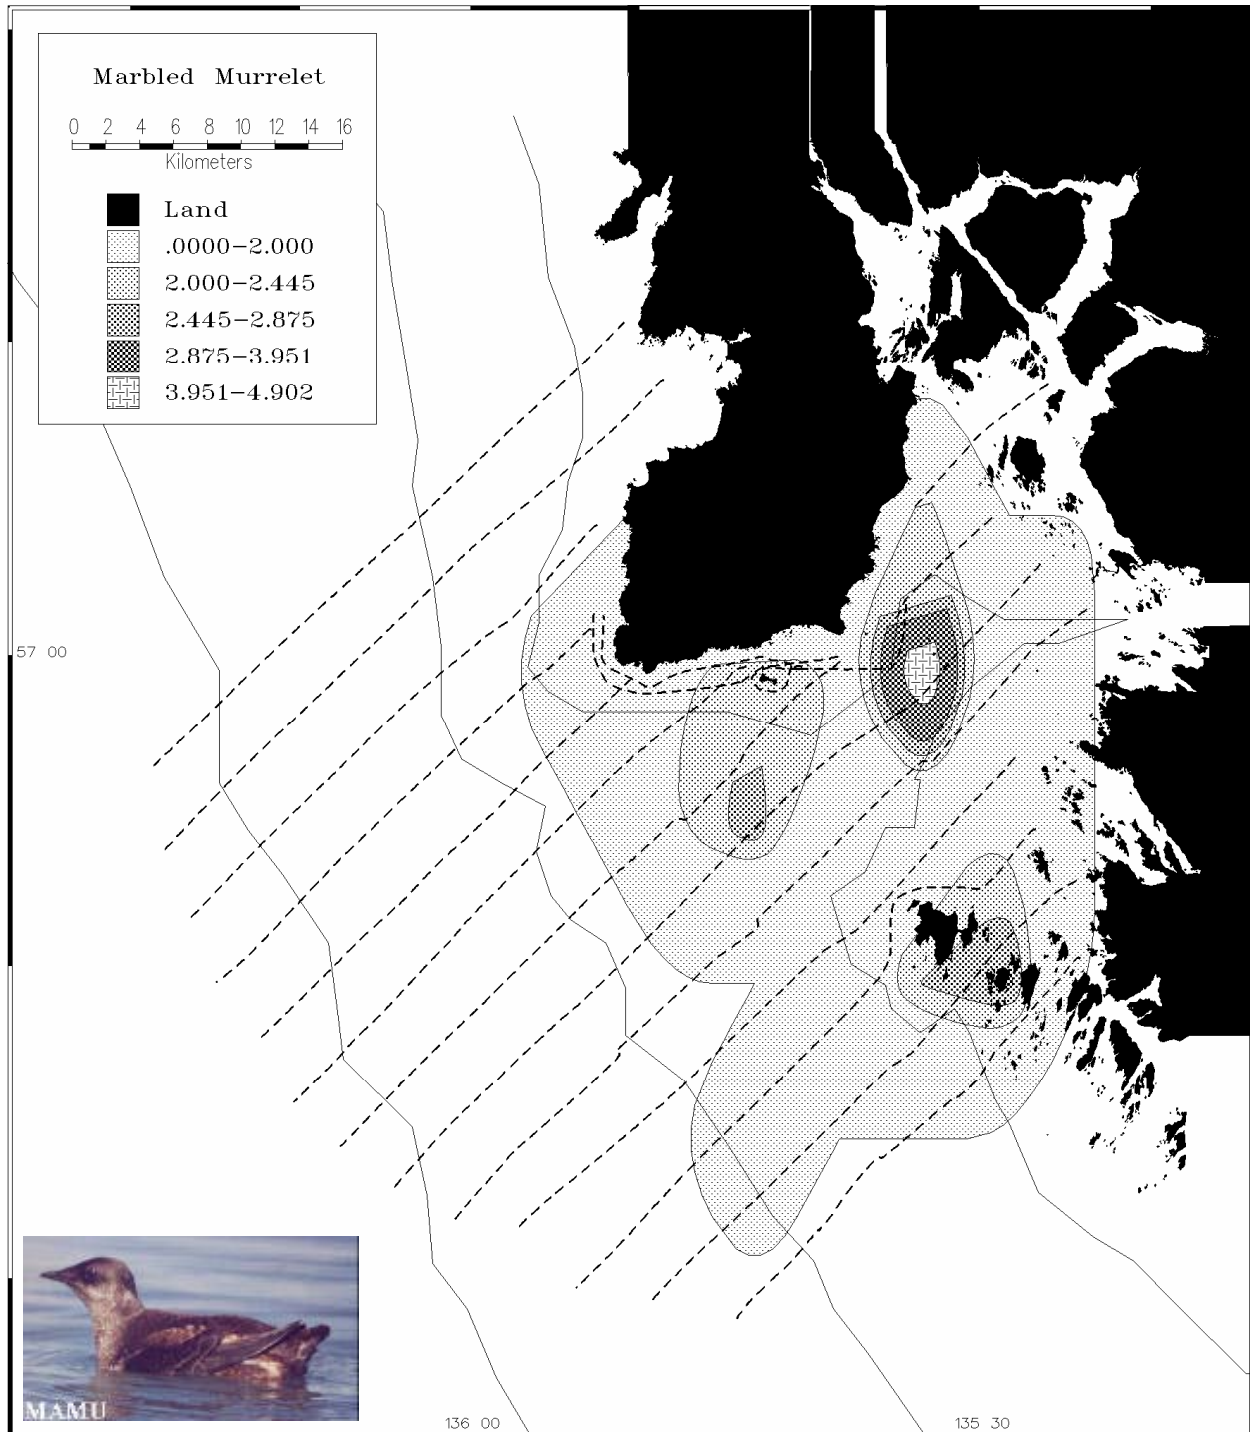 Marbled Murrelet
0 2 4 6 8 10 12 14 16
Kilometers
Land
.0000-2.000
2.000-2.445
2.445-2.875
2.875-3.951
3.951-4.902
57 00
MAMU
136 00
135 30